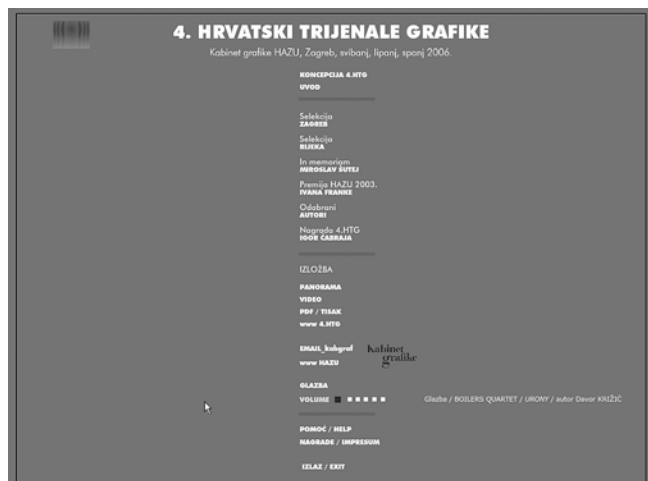 4. HRVATSKI TRIJENALE GRAFIKE
Kabinet grafike HAZU, Zagreb, svibanj, lipanj, spanj 2006.
KONCEPCIJA 4.HTG
UVOD
Selekcija
ZAGREB
Selekcija
RIJEKA
In memoriam
MIROSLAV ŠUTEJ
Premija HAZU 2003.
IVANA FRANKE
Odabrani
AUTORI
Nagrada 4.HTG
IGOR ČABRAJA
IZLOŽBA
PANORAMA
VIDEO
PDF / TISAK
www 4.HTG
EMAIL_kabgraf
Kabinet
grafike
www HAZU
GLAZBA
VOLUME
Glazba / BOILERS QUARTET / URONY / autor Davor KRIŽIĆ
POMOĆ / HELP
NAGRADE / IMPRESUM
IZLAZ / EXIT